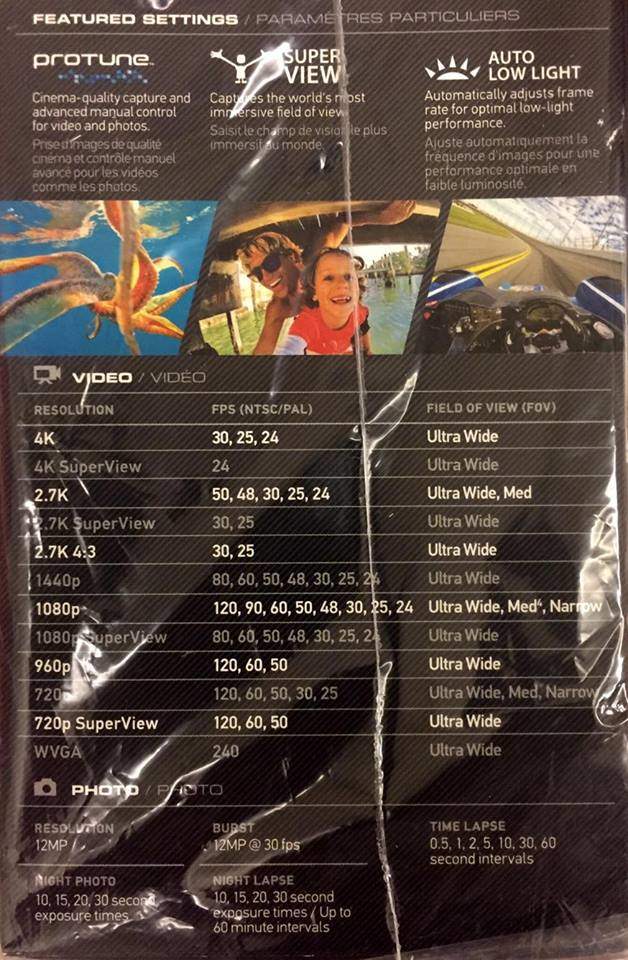 FEATURED SETTINGS / PARAMÈTRES PARTICULIERS
PROTUNE™
SUPER
VIEW
AUTO
LOW LIGHT
Cinema-quality capture and
advanced manual control
for video and photos.
Prise d'images de qualité
cinéma et contrôle manuel
avancé pour les vidéos
comme les photos.
Captures the world's most
immersive field of view
Saisit le champ de vision le plus
immersif au monde.
Automatically adjusts frame
rate for optimal low-light
performance.
Ajuste automatiquement la
fréquence d'images pour une
performance optimale en
faible luminosité.
VIDEO / VIDÉO
RESOLUTION FPS (NTSC/PAL) FIELD OF VIEW (FOV)
4K 30, 25, 24 Ultra Wide
4K SuperView 24 Ultra Wide
2.7K 50, 48, 30, 25, 24 Ultra Wide, Med
2.7K SuperView 30, 25 Ultra Wide
2.7K 4:3 30, 25 Ultra Wide
1440p 80, 60, 50, 48, 30, 25, 24 Ultra Wide
1080p 120, 90, 60, 50, 48, 30, 25, 24 Ultra Wide, Med⁴, Narrow
1080p SuperView 80, 60, 50, 48, 30, 25, 24 Ultra Wide
960p 120, 60, 50 Ultra Wide
720p 120, 60, 50, 30, 25 Ultra Wide, Med, Narrow
720p SuperView 120, 60, 50 Ultra Wide
WVGA 240 Ultra Wide
PHOTO / PHOTO
RESOLUTION
12MP
BURST
12MP @ 30 fps
TIME LAPSE
0.5, 1, 2, 5, 10, 30, 60
second intervals
NIGHT PHOTO
10, 15, 20, 30 second
exposure times
NIGHT LAPSE
10, 15, 20, 30 second
exposure times / Up to
60 minute intervals